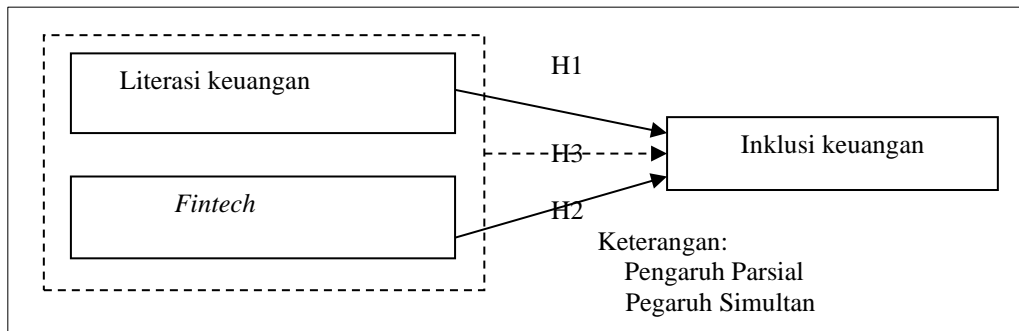 Literasi keuangan
H1
Inklusi keuangan
H3
Fintech
H2
Keterangan:
Pengaruh Parsial
Pegaruh Simultan